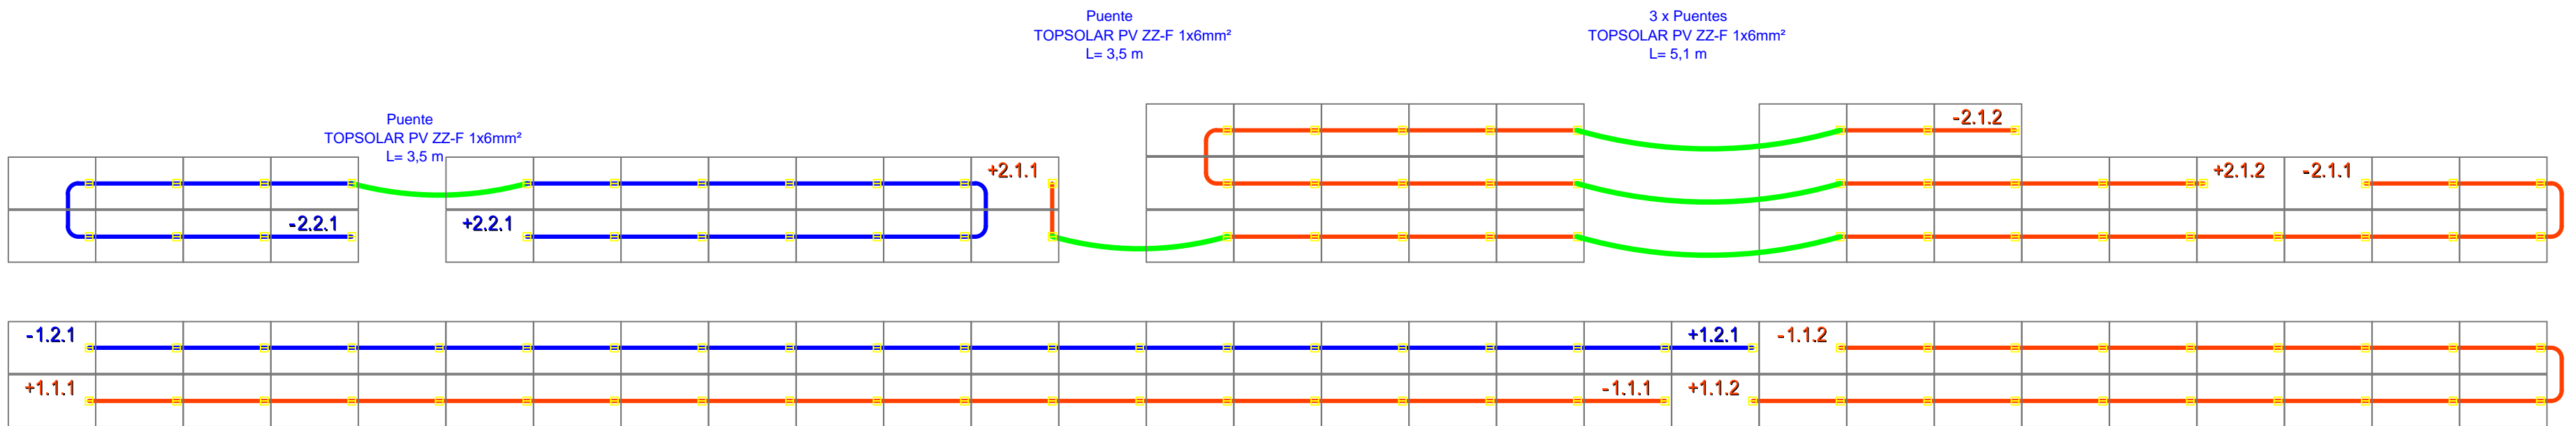 Puente
TOPSOLAR PV ZZ-F 1x6mm²
L= 3,5 m
3 x Puentes
TOPSOLAR PV ZZ-F 1x6mm²
L= 5,1 m
Puente
TOPSOLAR PV ZZ-F 1x6mm²
L= 3,5 m
-2.1.2
+2.1.1
+2.1.2
-2.1.1
-2.2.1
+2.2.1
-1.2.1
+1.2.1
-1.1.2
+1.1.1
-1.1.1
+1.1.2